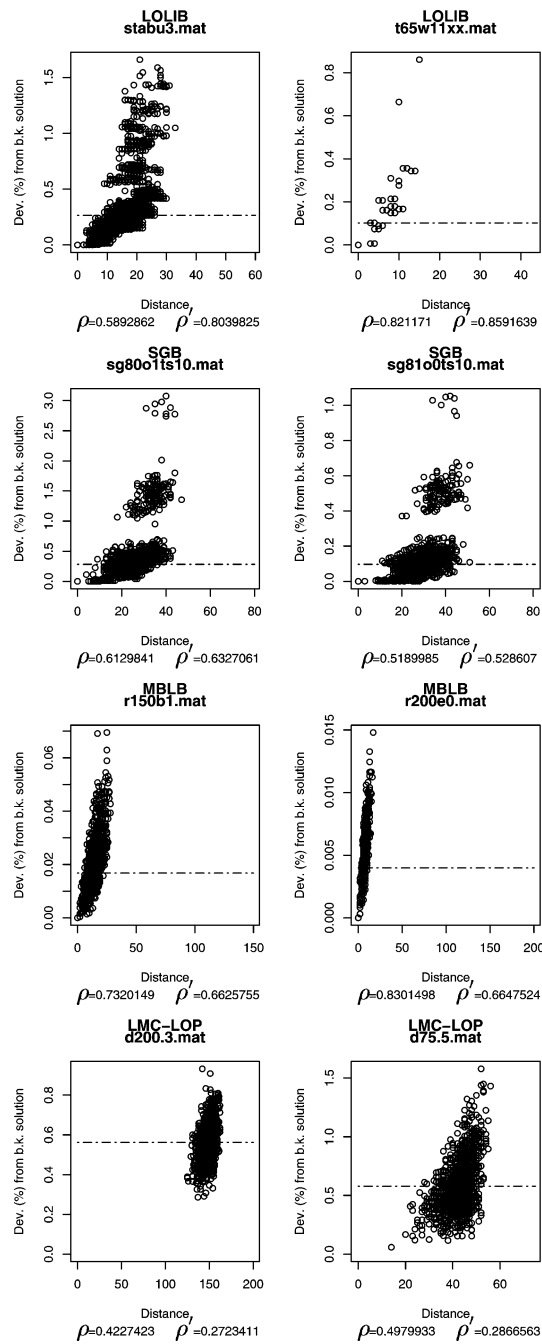 LOLIB
stabu3.mat
Dev. (%) from b.k. solution
0.0 0.5 1.0 1.5
0 10 20 30 40 50 60
Distance
ρ=0.5892862 ρ′=0.8039825
LOLIB
t65w11xx.mat
Dev. (%) from b.k. solution
0.0 0.2 0.4 0.6 0.8
0 10 20 30 40
Distance
ρ=0.821171 ρ′=0.8591639
SGB
sg80o1ts10.mat
Dev. (%) from b.k. solution
0.0 0.5 1.0 1.5 2.0 2.5 3.0
0 20 40 60 80
Distance
ρ=0.6129841 ρ′=0.6327061
SGB
sg81o0ts10.mat
Dev. (%) from b.k. solution
0.0 0.2 0.4 0.6 0.8 1.0
0 20 40 60 80
Distance
ρ=0.5189985 ρ′=0.528607
MBLB
r150b1.mat
Dev. (%) from b.k. solution
0.00 0.02 0.04 0.06
0 50 100 150
Distance
ρ=0.7320149 ρ′=0.6625755
MBLB
r200e0.mat
Dev. (%) from b.k. solution
0.000 0.005 0.010 0.015
0 50 100 150 200
Distance
ρ=0.8301498 ρ′=0.6647524
LMC−LOP
d200.3.mat
Dev. (%) from b.k. solution
0.0 0.2 0.4 0.6 0.8
0 50 100 150 200
Distance
ρ=0.4227423 ρ′=0.2723411
LMC−LOP
d75.5.mat
Dev. (%) from b.k. solution
0.0 0.5 1.0 1.5
0 20 40 60
Distance
ρ=0.4979933 ρ′=0.2866563